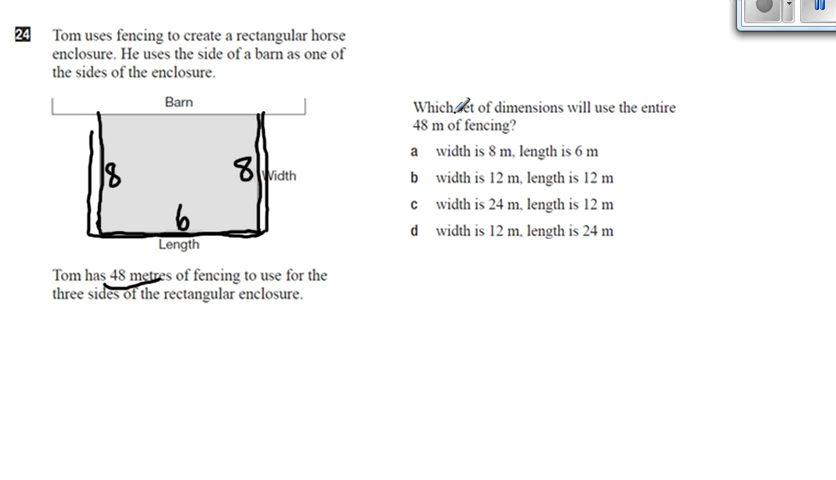 24 Tom uses fencing to create a rectangular horse
enclosure. He uses the side of a barn as one of
the sides of the enclosure.
Barn
8
8
Width
6
Length
Tom has 48 metres of fencing to use for the
three sides of the rectangular enclosure.
Which set of dimensions will use the entire
48 m of fencing?
a width is 8 m, length is 6 m
b width is 12 m, length is 12 m
c width is 24 m, length is 12 m
d width is 12 m, length is 24 m